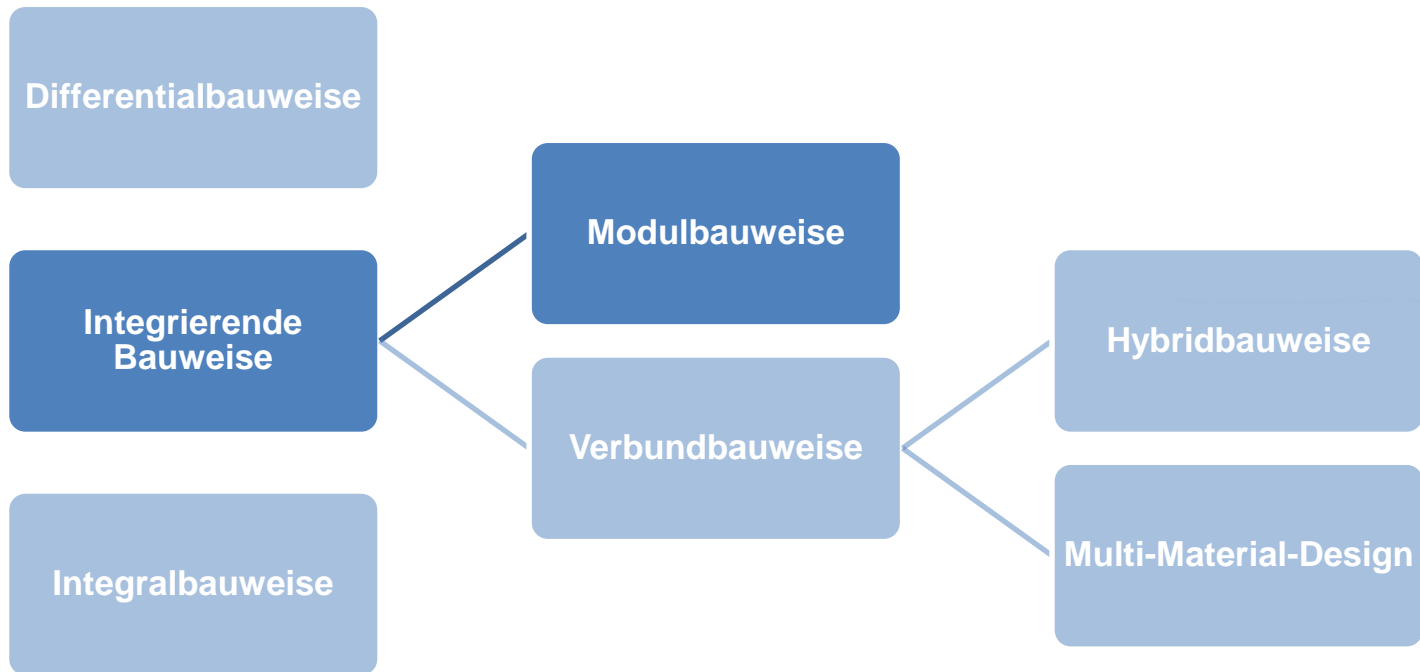 Differentialbauweise
Integrierende
Bauweise
Integralbauweise
Modulbauweise
Verbundbauweise
Hybridbauweise
Multi-Material-Design